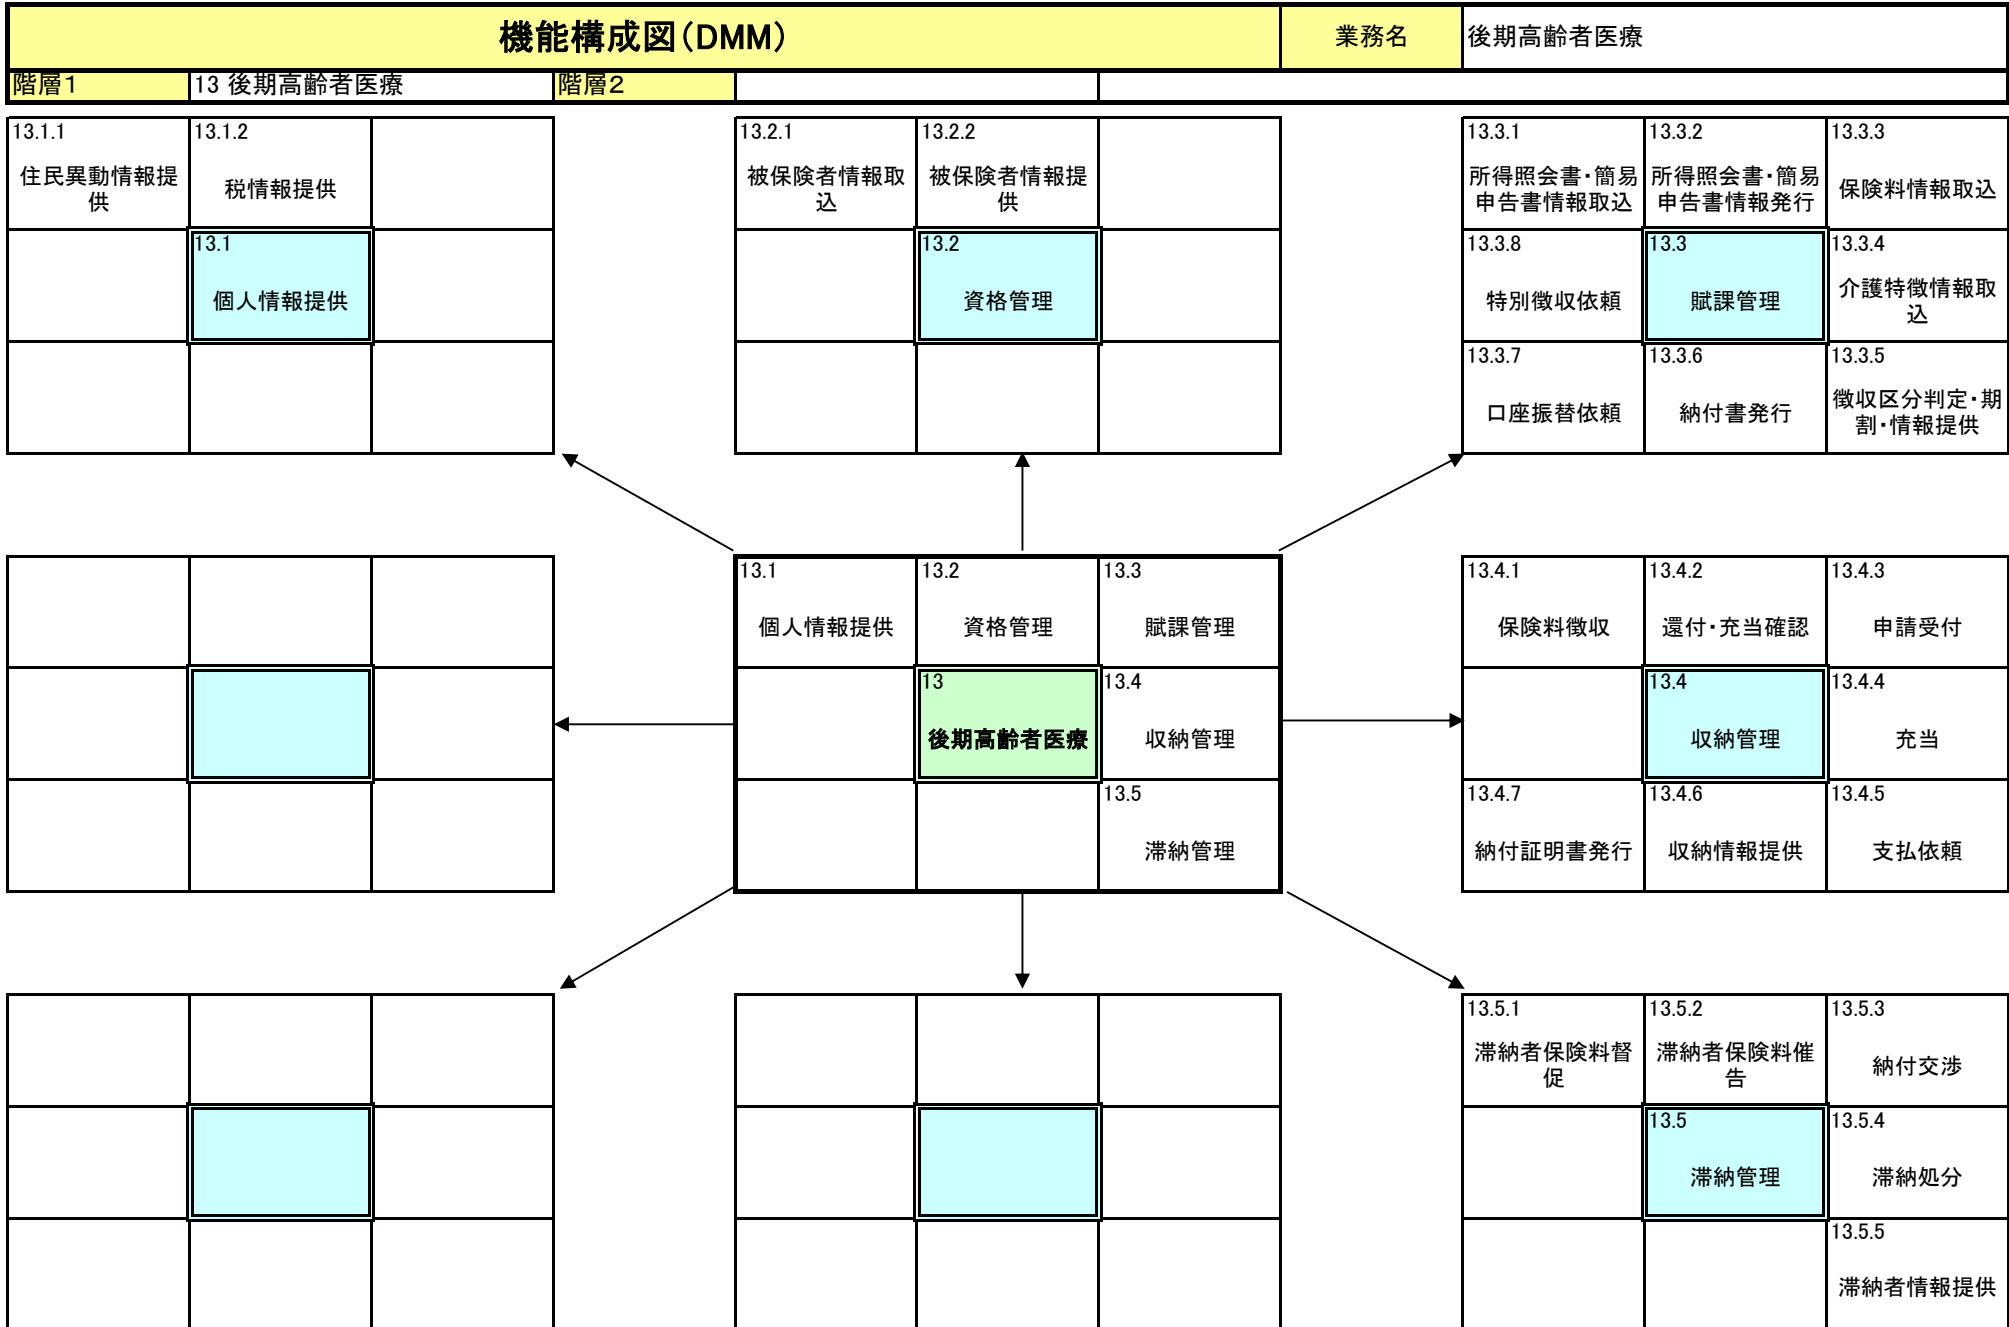 機能構成図（DMM）
業務名
後期高齢者医療
階層１
13 後期高齢者医療
階層２
13.1.1
住民異動情報提
供
13.1.2
税情報提供
13.1
個人情報提供
13.2.1
被保険者情報取
込
13.2.2
被保険者情報提
供
13.2
資格管理
13.3.1
所得照会書・簡易
申告書情報取込
13.3.2
所得照会書・簡易
申告書情報発行
13.3.3
保険料情報取込
13.3.8
特別徴収依頼
13.3
賦課管理
13.3.4
介護特徴情報取
込
13.3.7
口座振替依頼
13.3.6
納付書発行
13.3.5
徴収区分判定・期
割・情報提供
13.1
個人情報提供
13.2
資格管理
13.3
賦課管理
13
後期高齢者医療
13.4
収納管理
13.5
滞納管理
13.4.1
保険料徴収
13.4.2
還付・充当確認
13.4.3
申請受付
13.4
収納管理
13.4.4
充当
13.4.7
納付証明書発行
13.4.6
収納情報提供
13.4.5
支払依頼
13.5.1
滞納者保険料督
促
13.5.2
滞納者保険料催
告
13.5.3
納付交渉
13.5
滞納管理
13.5.4
滞納処分
13.5.5
滞納者情報提供